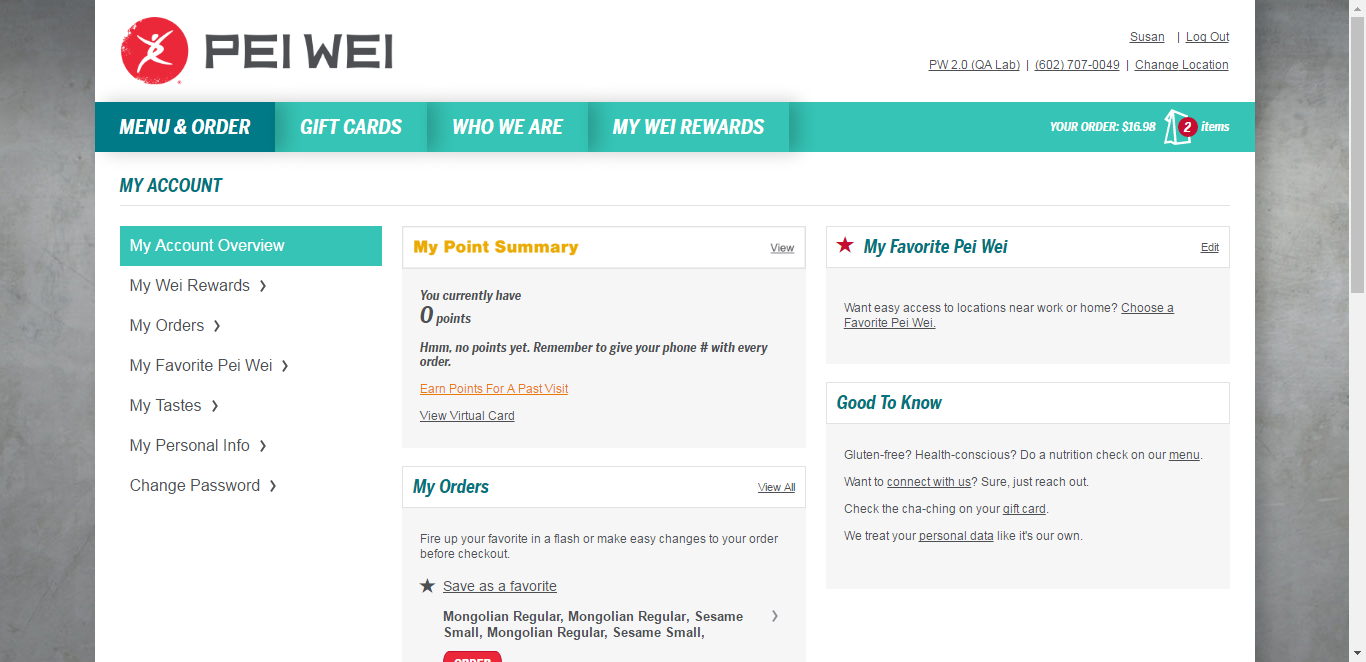 PEI WEI
Susan | Log Out
PW 2.0 (QA Lab) | (602) 707-0049 | Change Location
MENU & ORDER GIFT CARDS WHO WE ARE MY WEI REWARDS YOUR ORDER: $16.98 2 items
MY ACCOUNT
My Account Overview
My Wei Rewards
My Orders
My Favorite Pei Wei
My Tastes
My Personal Info
Change Password
My Point Summary View
You currently have
0 points
Hmm, no points yet. Remember to give your phone # with every
order.
Earn Points For A Past Visit
View Virtual Card
My Orders View All
Fire up your favorite in a flash or make easy changes to your order
before checkout.
Save as a favorite
Mongolian Regular, Mongolian Regular, Sesame
Small, Mongolian Regular, Sesame Small,
ORDER
My Favorite Pei Wei Edit
Want easy access to locations near work or home? Choose a
Favorite Pei Wei.
Good To Know
Gluten-free? Health-conscious? Do a nutrition check on our menu.
Want to connect with us? Sure, just reach out.
Check the cha-ching on your gift card.
We treat your personal data like it's our own.